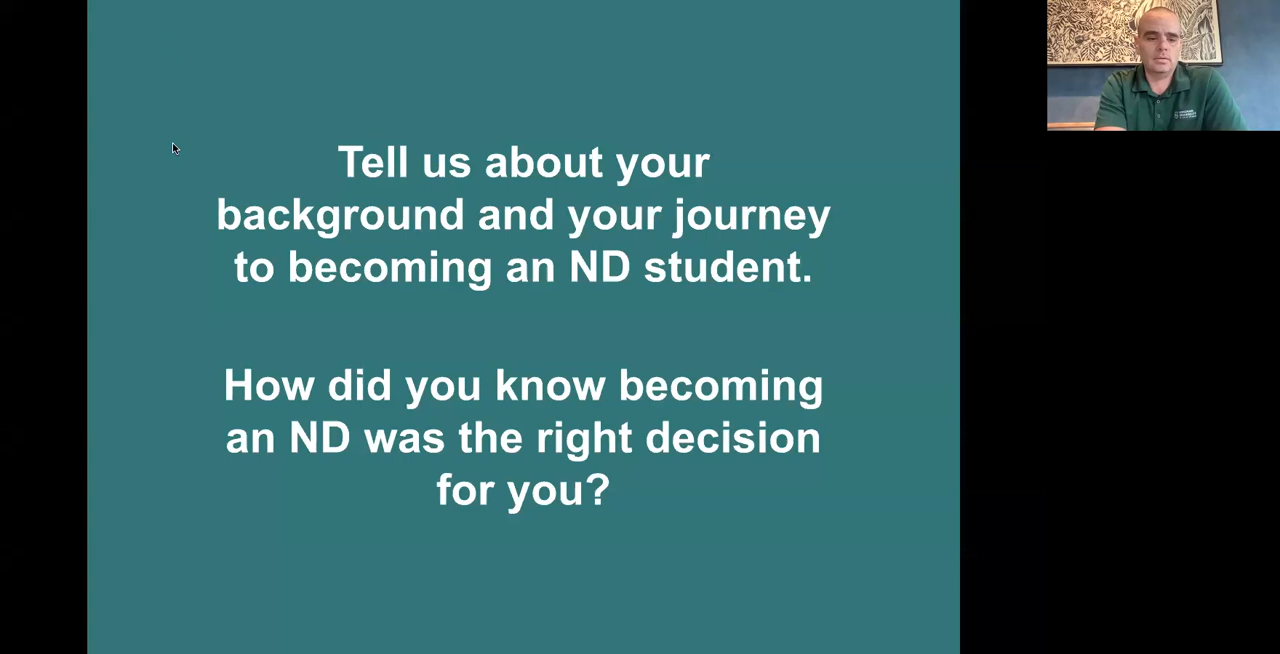 Tell us about your
background and your journey
to becoming an ND student.
How did you know becoming
an ND was the right decision
for you?